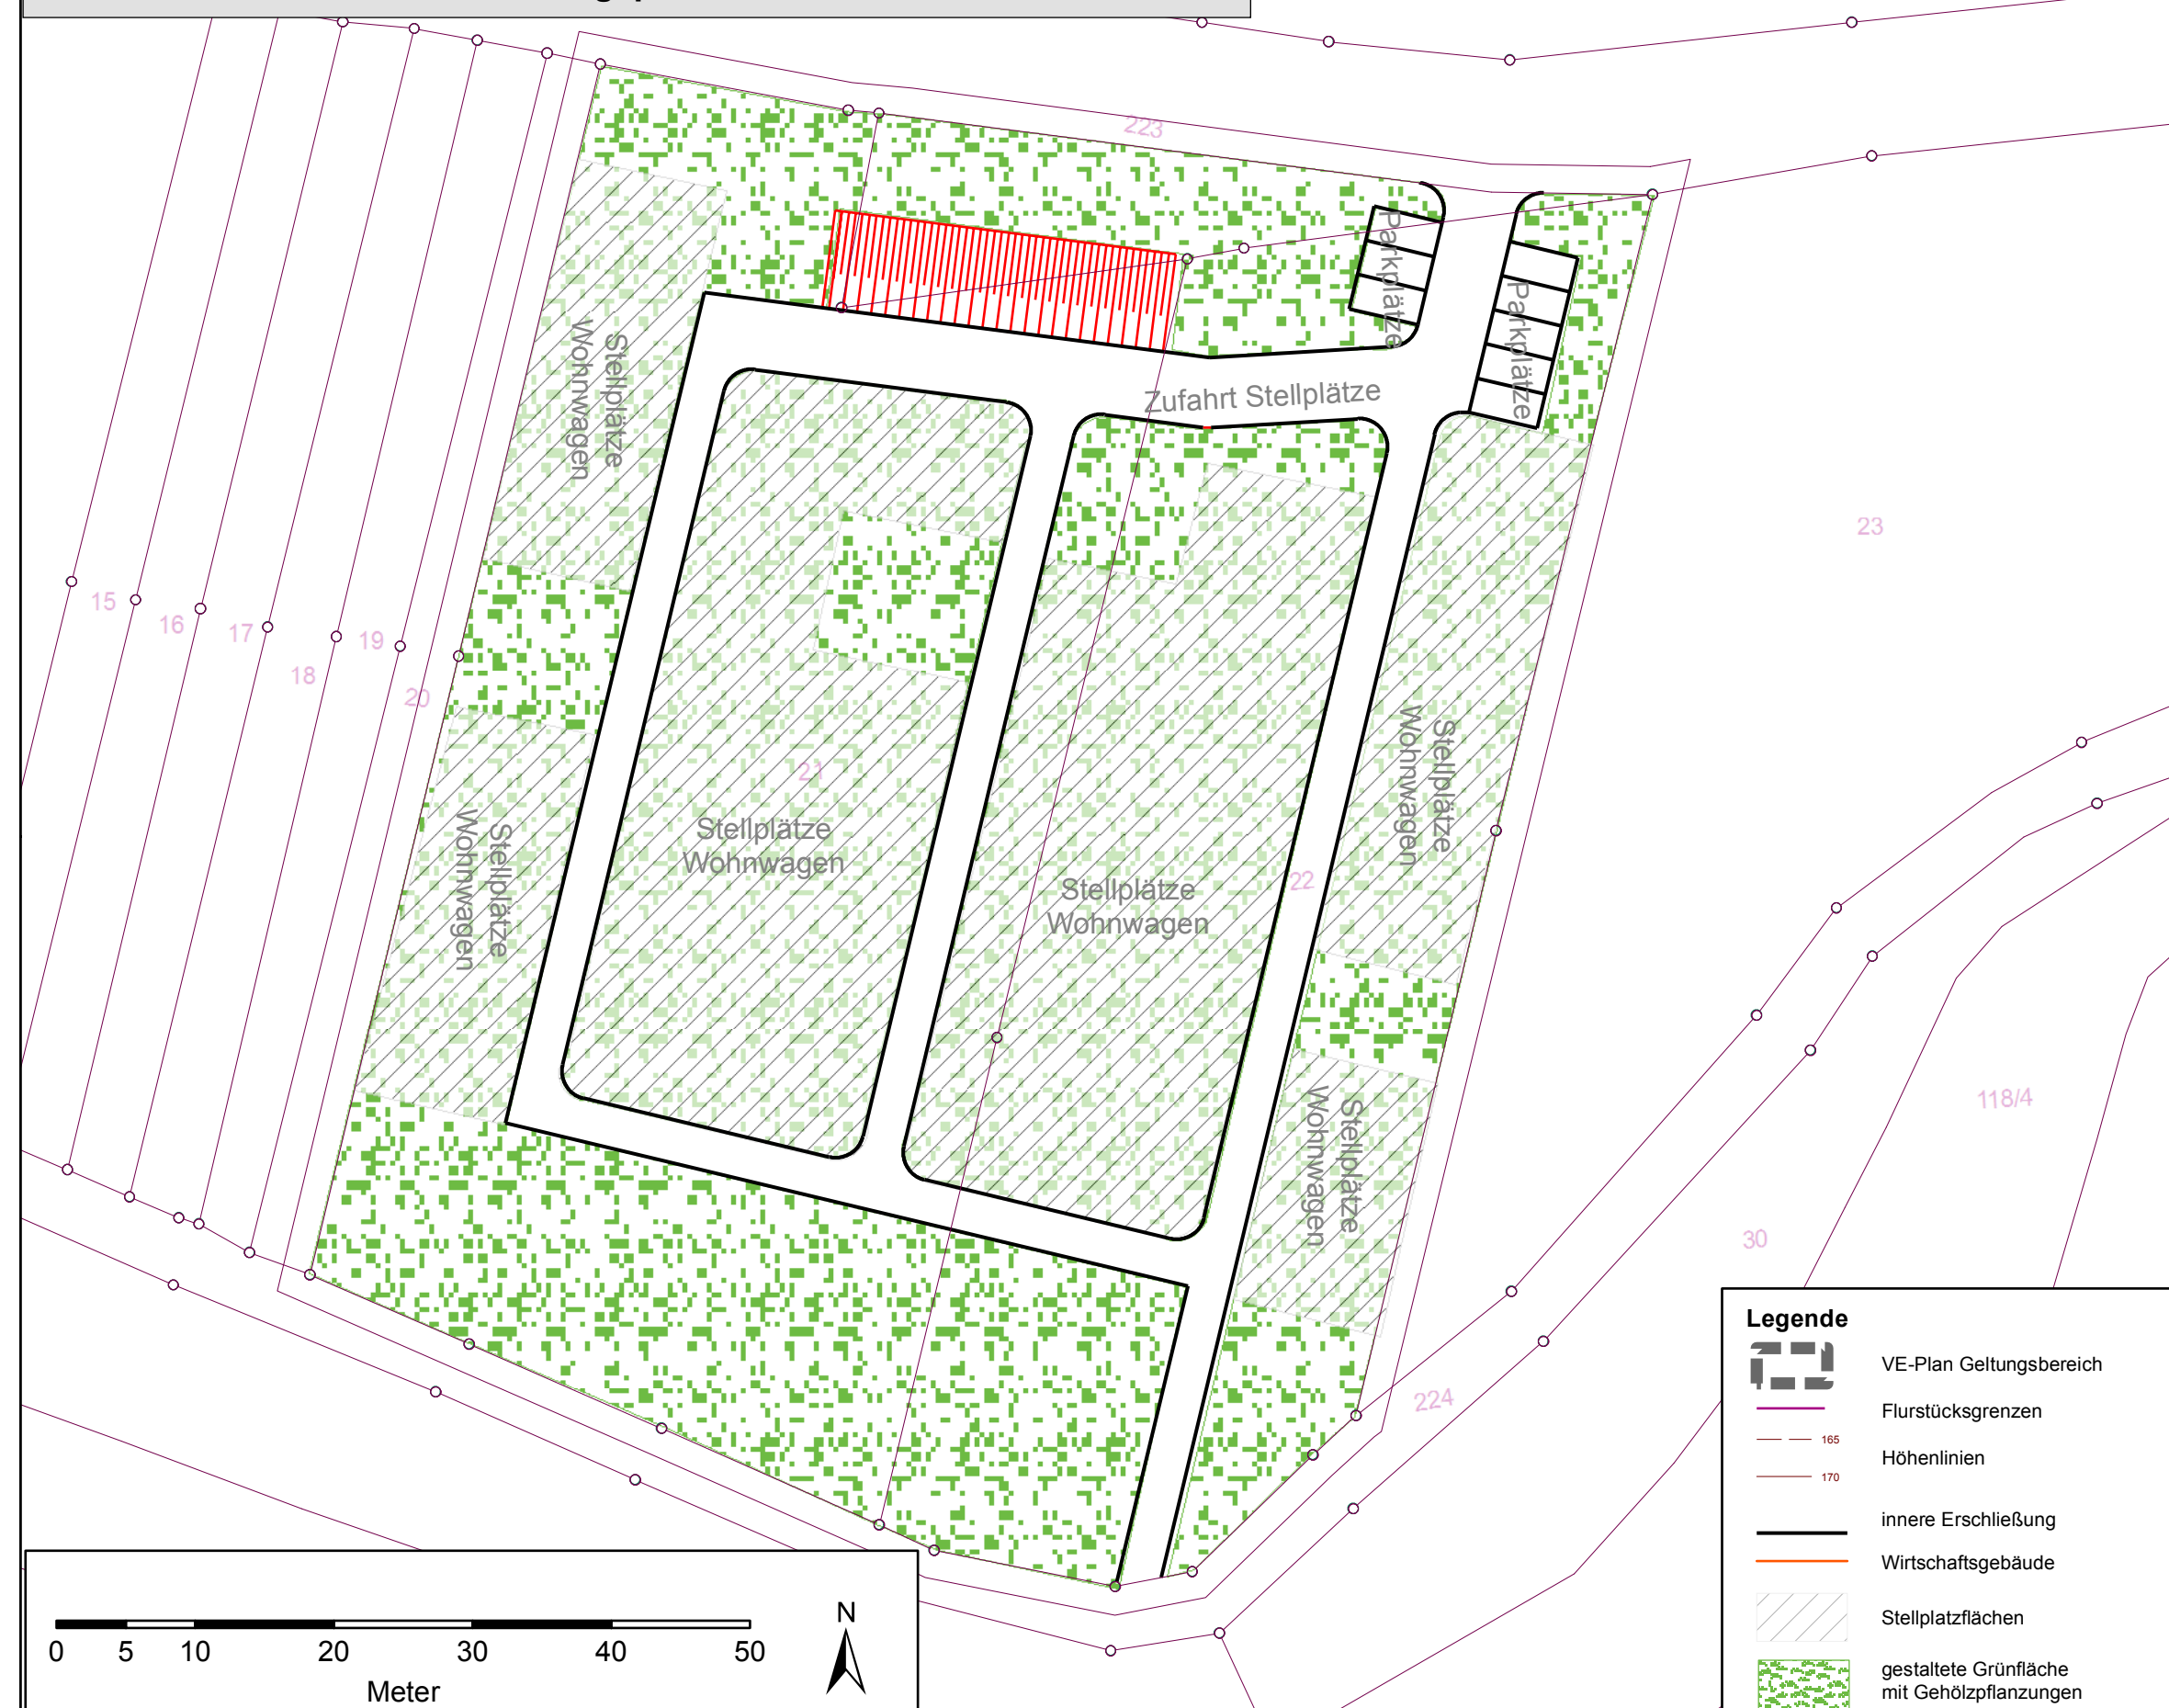 223
Parkplätze
Parkplätze
Zufahrt Stellplätze
Stellplätze
Wohnwagen
23
15
16
17
18
19
20
21
Stellplätze
Wohnwagen
Stellplätze
Wohnwagen
Stellplätze
Wohnwagen
Stellplätze
Wohnwagen
22
Stellplätze
Wohnwagen
118/4
30
224
Legende
VE-Plan Geltungsbereich
Flurstücksgrenzen
165
Höhenlinien
170
innere Erschließung
Wirtschaftsgebäude
Stellplatzflächen
gestaltete Grünfläche
mit Gehölzpflanzungen
N
0 5 10 20 30 40 50
Meter